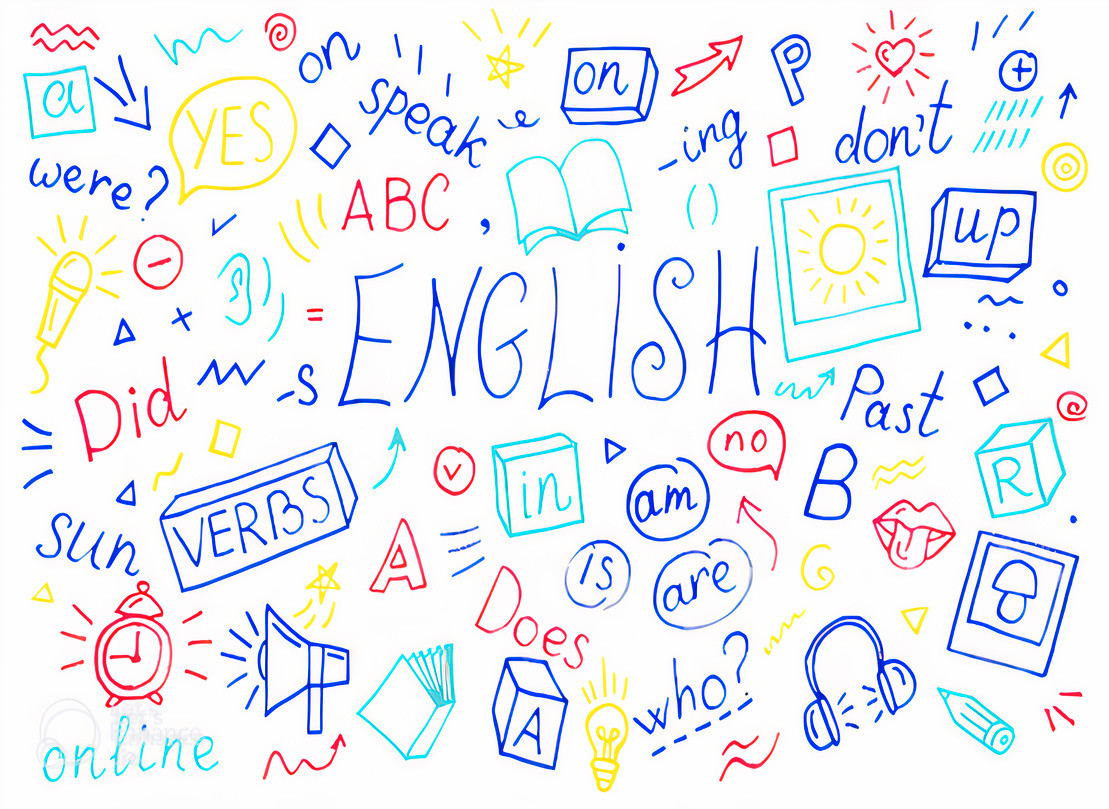 a
YES
on
speak
on
P
-ing
don't
were?
ABC
,
( )
up
ENGLISH
=
+
Did
-s
Past
VERBS
in
no
am
B
R
sun
A
is
are
Does
A
who?
online